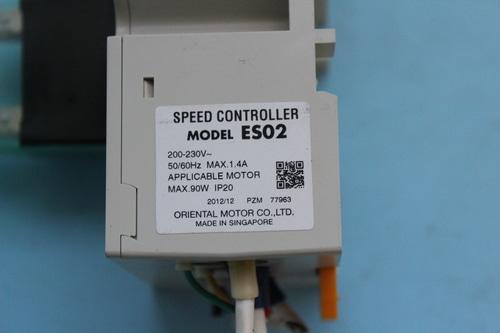 SPEED CONTROLLER
MODEL ES02
200-230V~
50/60Hz MAX.1.4A
APPLICABLE MOTOR
MAX.90W IP20
2012/12 PZM 77963
ORIENTAL MOTOR CO.,LTD.
MADE IN SINGAPORE